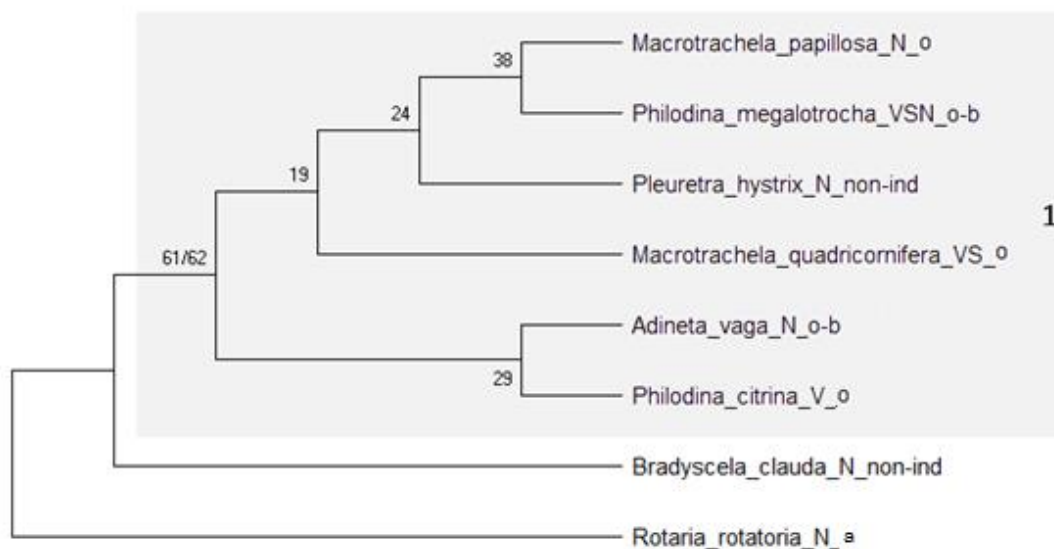 Macrotrachela_papillosa_N_o
38
Philodina_megalotrocha_VSN_o-b
24
Pleuretra_hystrix_N_non-ind
19
1
Macrotrachela_quadricornifera_VS_o
61/62
Adineta_vaga_N_o-b
29
Philodina_citrina_V_o
Bradyscela_clauda_N_non-ind
Rotaria_rotatoria_N_a